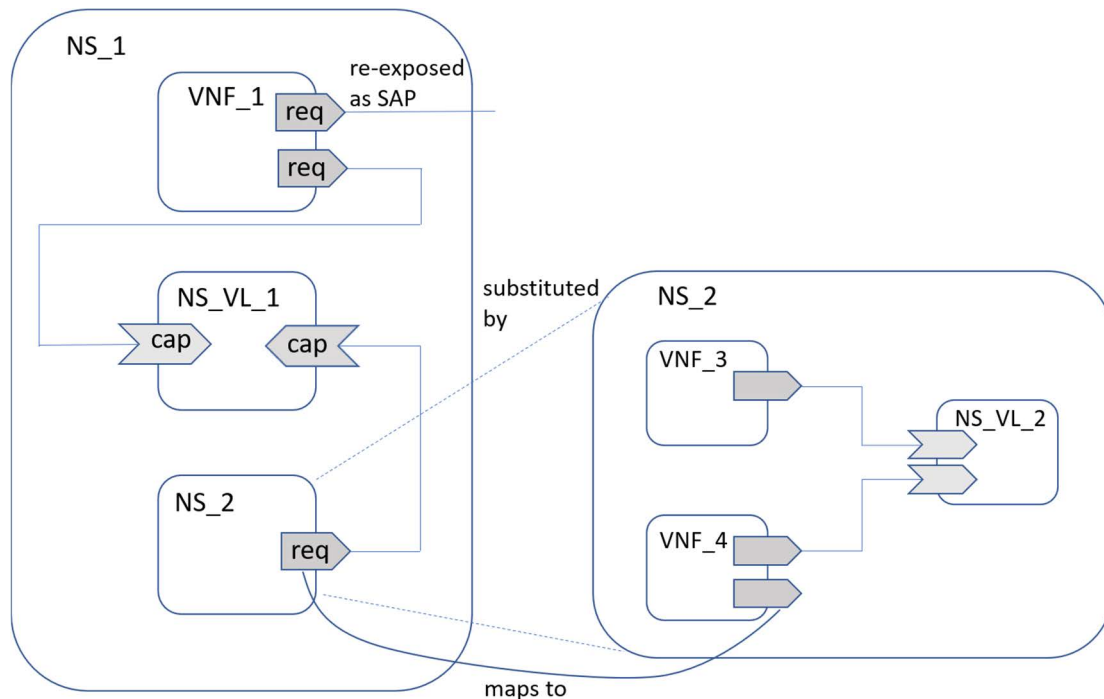 NS_1
re-exposed
as SAP
VNF_1
req
req
NS_VL_1
cap
cap
substituted
by
NS_2
req
maps to
NS_2
VNF_3
NS_VL_2
VNF_4